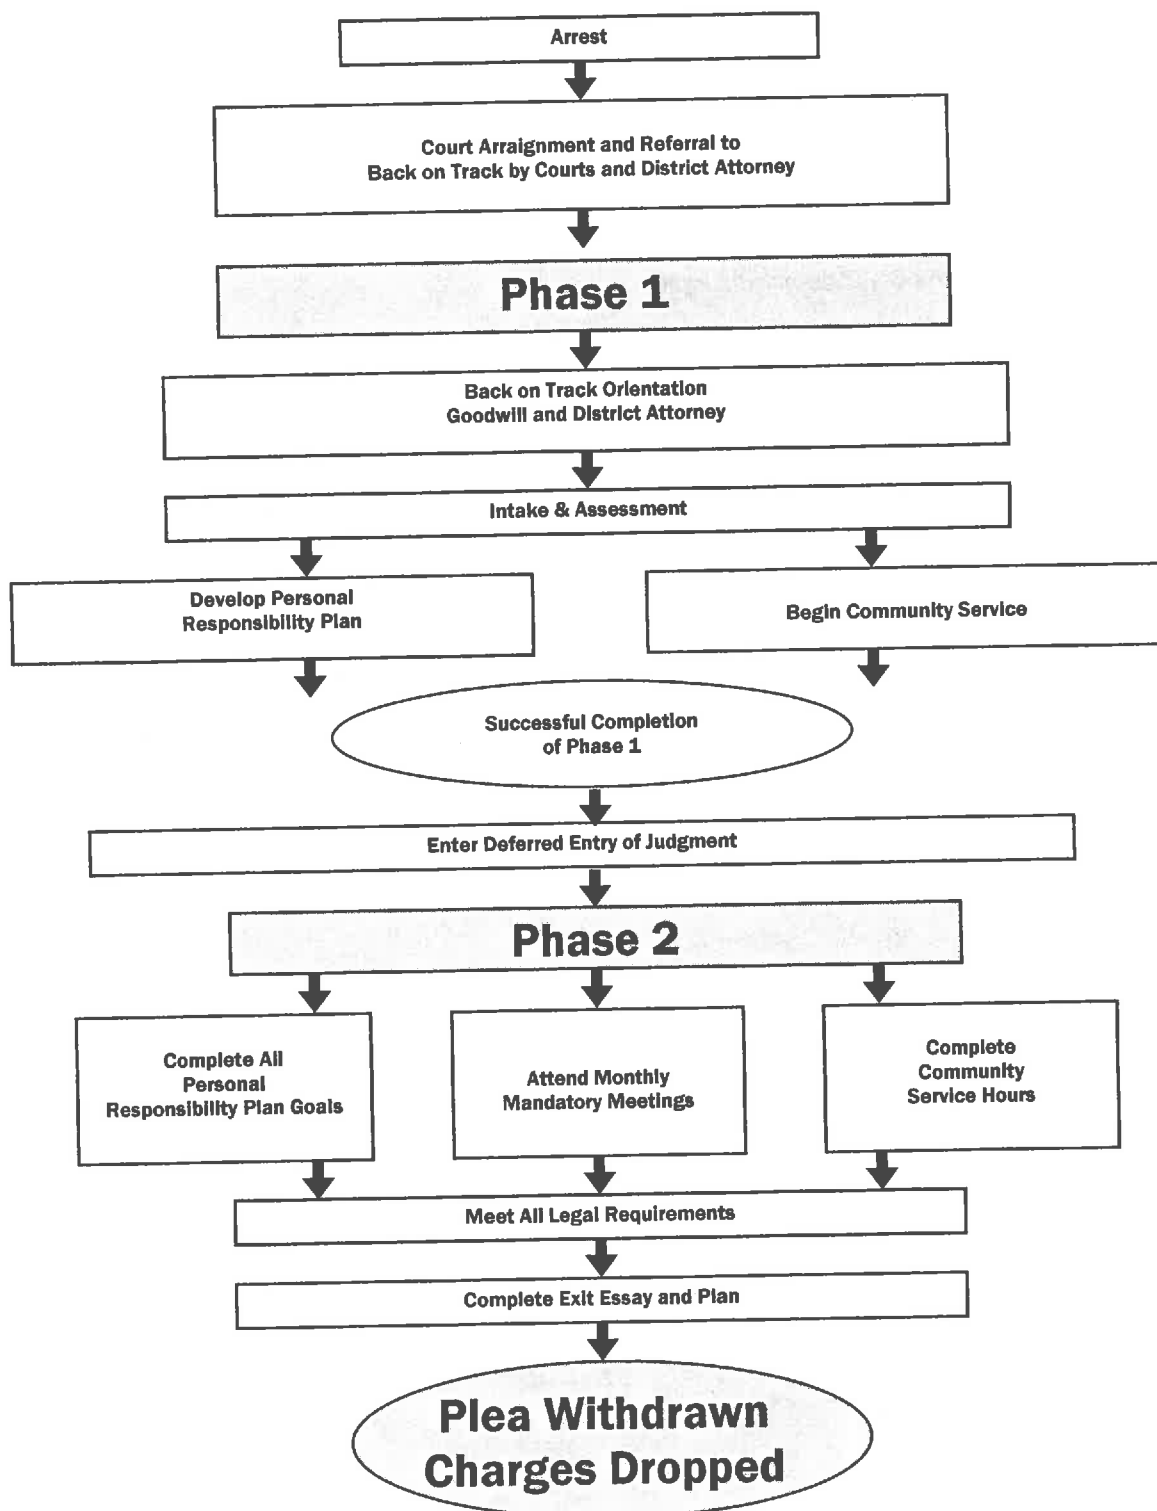 Arrest
Court Arraignment and Referral to
Back on Track by Courts and District Attorney
Phase 1
Back on Track Orientation
Goodwill and District Attorney
Intake & Assessment
Develop Personal
Responsibility Plan
Begin Community Service
Successful Completion
of Phase 1
Enter Deferred Entry of Judgment
Phase 2
Complete All
Personal
Responsibility Plan Goals
Attend Monthly
Mandatory Meetings
Complete
Community
Service Hours
Meet All Legal Requirements
Complete Exit Essay and Plan
Plea Withdrawn
Charges Dropped